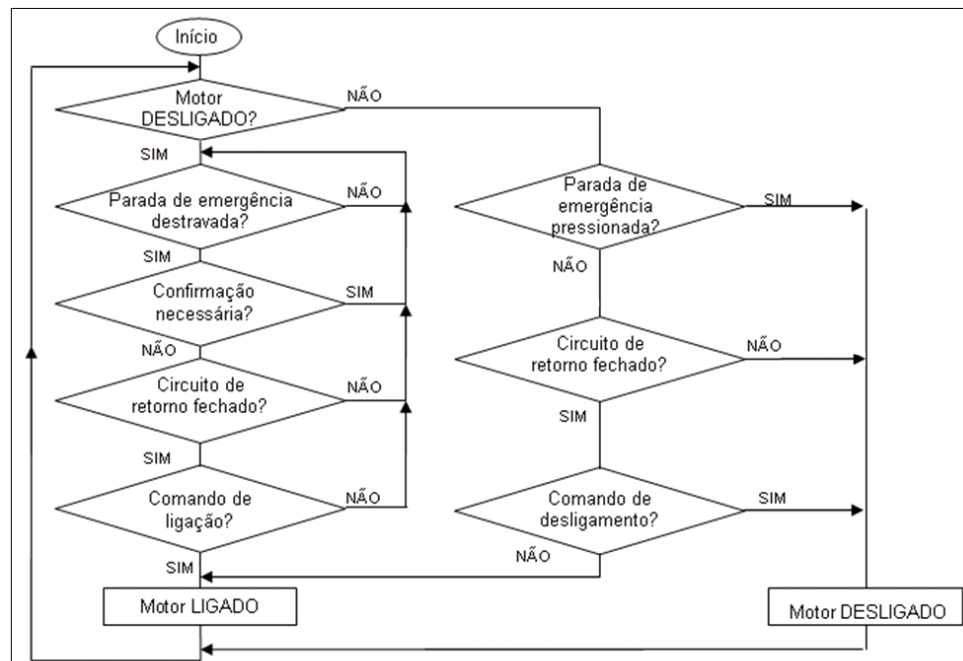 Início
Motor
DESLIGADO?
NÃO
SIM
Parada de emergência
destravada?
NÃO
SIM
Confirmação
necessária?
SIM
NÃO
Circuito de
retorno fechado?
NÃO
SIM
Comando de
ligação?
NÃO
SIM
Motor LIGADO
Parada de
emergência
pressionada?
SIM
NÃO
Circuito de
retorno fechado?
NÃO
SIM
Comando de
desligamento?
SIM
NÃO
Motor DESLIGADO